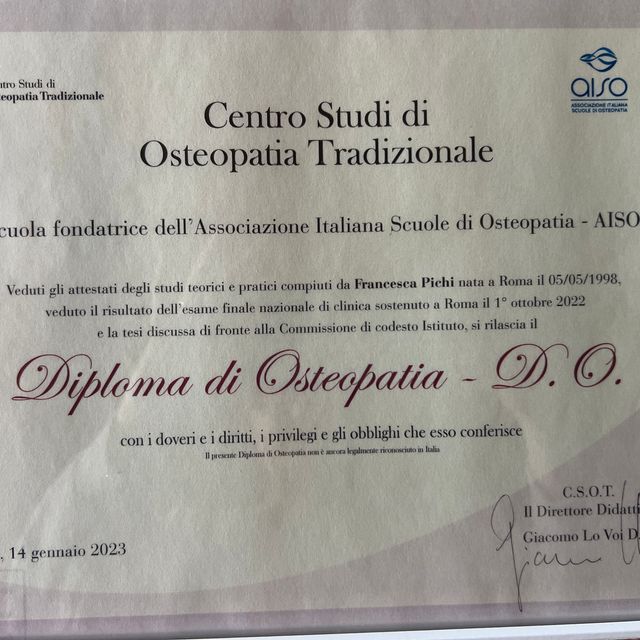 ntro Studi di
teopatia Tradizionale
AISO
ASSOCIAZIONE ITALIANA
SCUOLE DI OSTEOPATIA
Centro Studi di
Osteopatia Tradizionale
cuola fondatrice dell'Associazione Italiana Scuole di Osteopatia - AISO
Veduti gli attestati degli studi teorici e pratici compiuti da Francesca Pichi nata a Roma il 05/05/1998,
veduto il risultato dell'esame finale nazionale di clinica sostenuto a Roma il 1° ottobre 2022
e la tesi discussa di fronte alla Commissione di codesto Istituto, si rilascia il
Diploma di Osteopatia - D. O.
con i doveri e i diritti, i privilegi e gli obblighi che esso conferisce
Il presente Diploma di Osteopatia non è ancora legalmente riconosciuto in Italia
C.S.O.T.
Il Direttore Didatti
Giacomo Lo Voi D
, 14 gennaio 2023